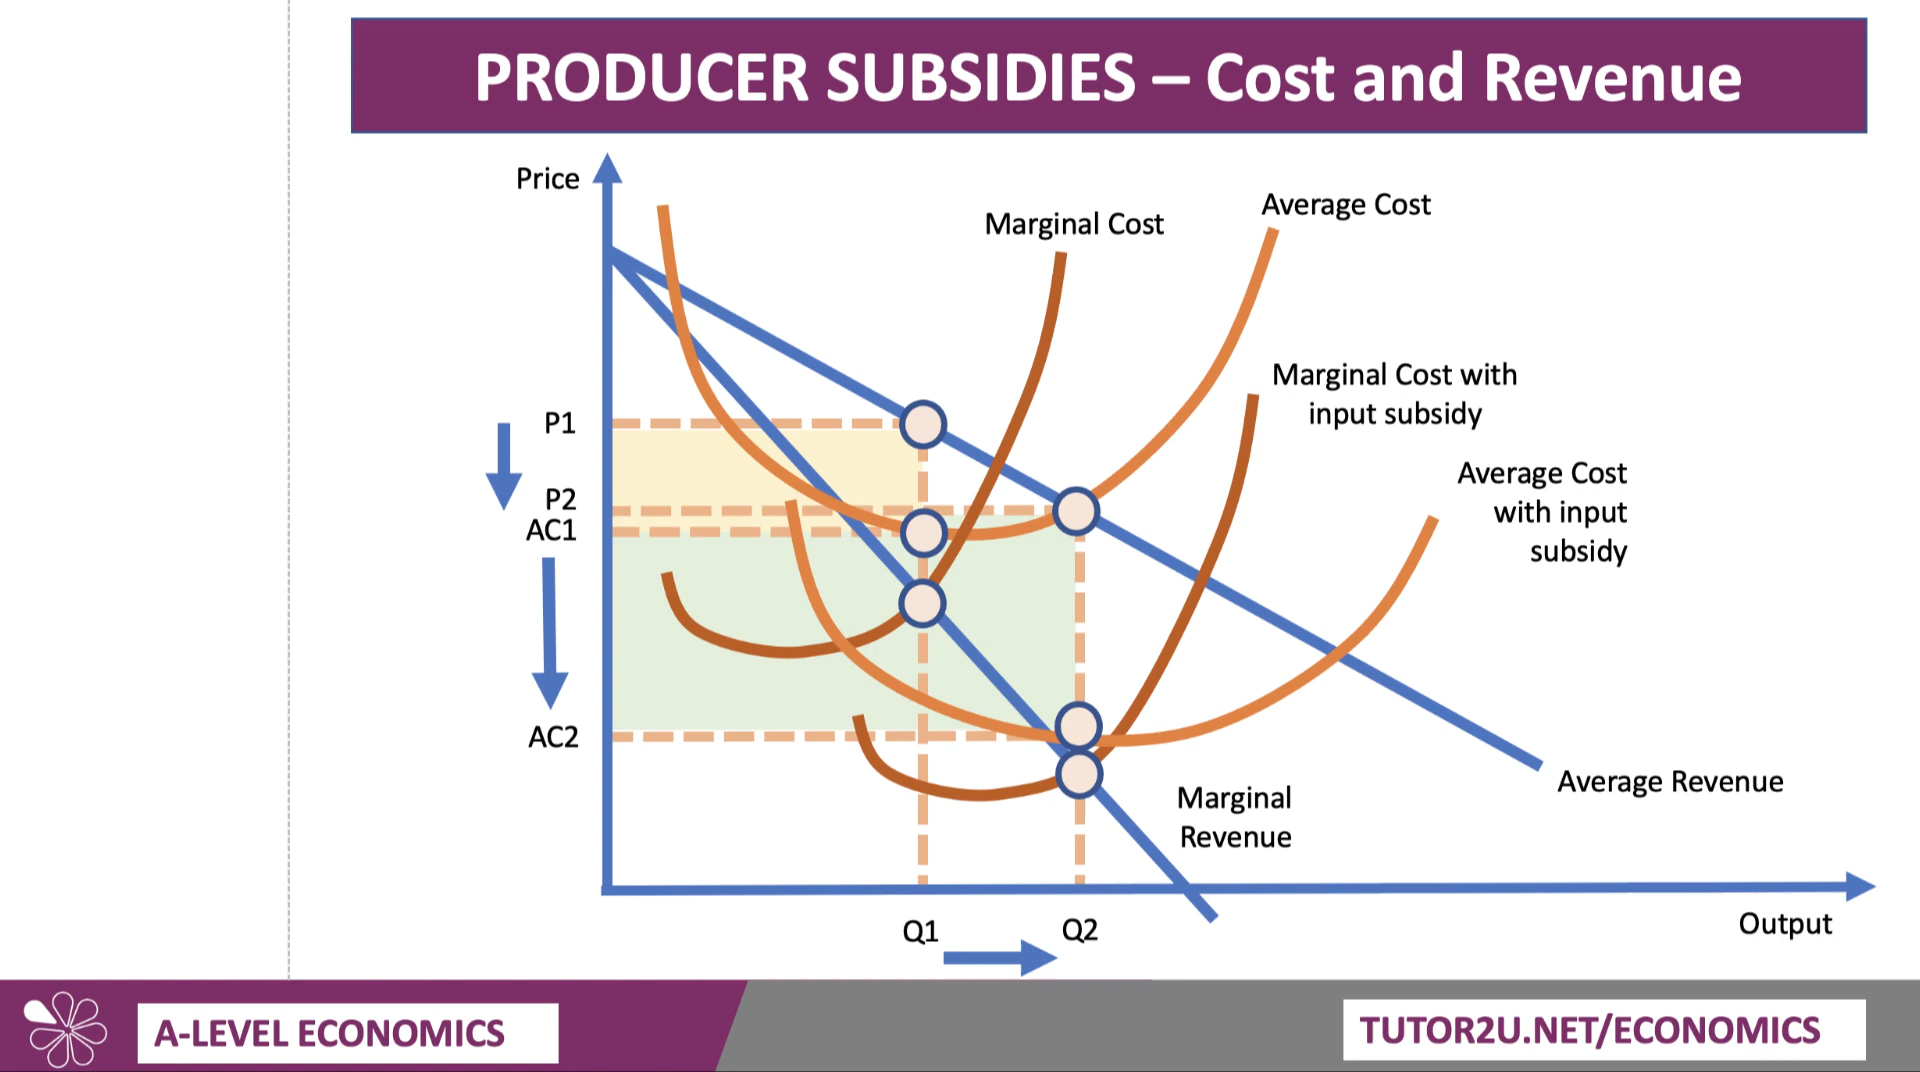 PRODUCER SUBSIDIES – Cost and Revenue
Price
Marginal Cost
Average Cost
Marginal Cost with
input subsidy
Average Cost
with input
subsidy
P1
P2
AC1
AC2
Marginal
Revenue
Average Revenue
Q1
Q2
Output
A-LEVEL ECONOMICS
TUTOR2U.NET/ECONOMICS